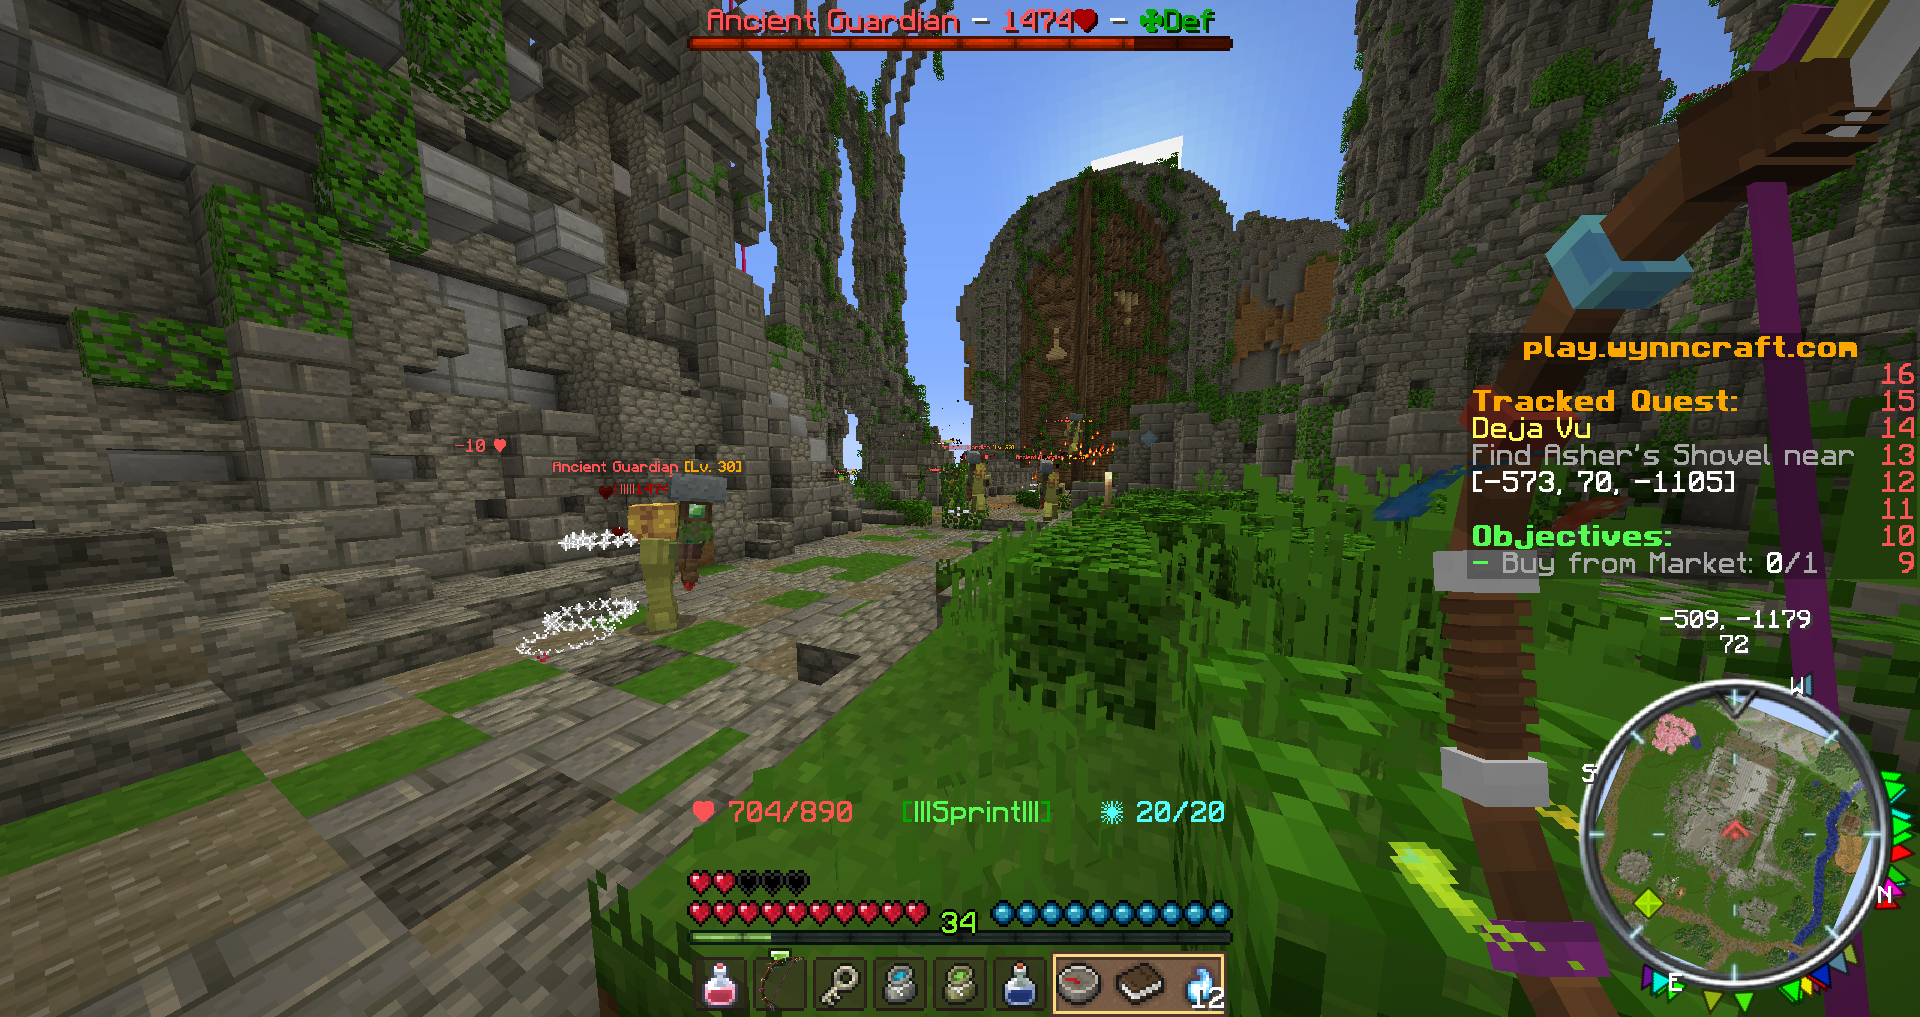 Ancient Guardian - 1474 - Def
-10
Ancient Guardian [Lv. 30]
play.wynncraft.com
16
Tracked Quest: 15
Deja Vu 14
Find Asher's Shovel near 13
[-573, 70, -1105] 12
11
Objectives: 10
- Buy from Market: 0/1 9
-509, -1179
72
W
S
N
E
704/890 [|||Sprint|||] 20/20
34
12